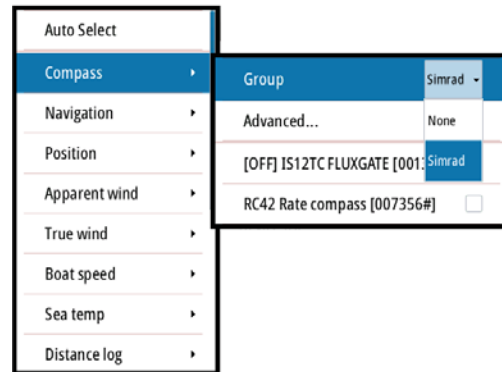 Auto Select
Compass
Navigation
Position
Apparent wind
True wind
Boat speed
Sea temp
Distance log
Group Simrad
Advanced... None
[OFF] IS12TC FLUXGATE Simrad
RC42 Rate compass [007356#]